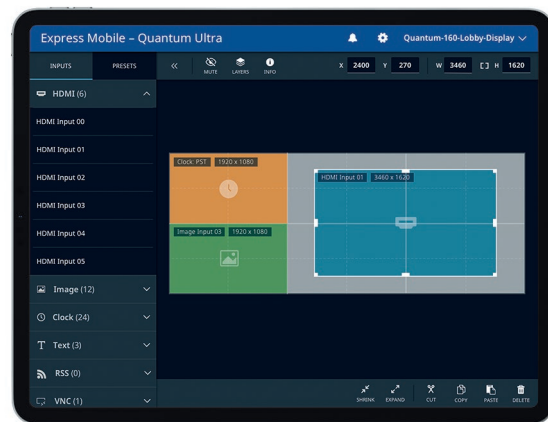 Express Mobile – Quantum Ultra
Quantum-160-Lobby-Display
INPUTS PRESETS
MUTE LAYERS INFO
X 2400 Y 270 W 3460 H 1620
HDMI (6)
HDMI Input 00
HDMI Input 01
HDMI Input 02
HDMI Input 03
HDMI Input 04
HDMI Input 05
Image (12)
Clock (24)
Text (3)
RSS (0)
VNC (1)
Clock: PST 1920 x 1080
Image Input 03 1920 x 1080
HDMI Input 01 3460 x 1620
SHRINK EXPAND CUT COPY PASTE DELETE